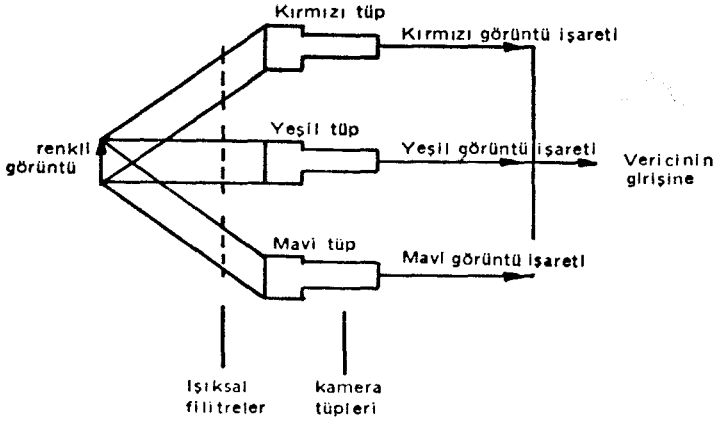 Kırmızı tüp
Kırmızı görüntü işareti
renkli
görüntü
Yeşil tüp
Yeşil görüntü işareti
Vericinin
girişine
Mavi tüp
Mavi görüntü işareti
Işıksal
filitreler
kamera
tüpleri